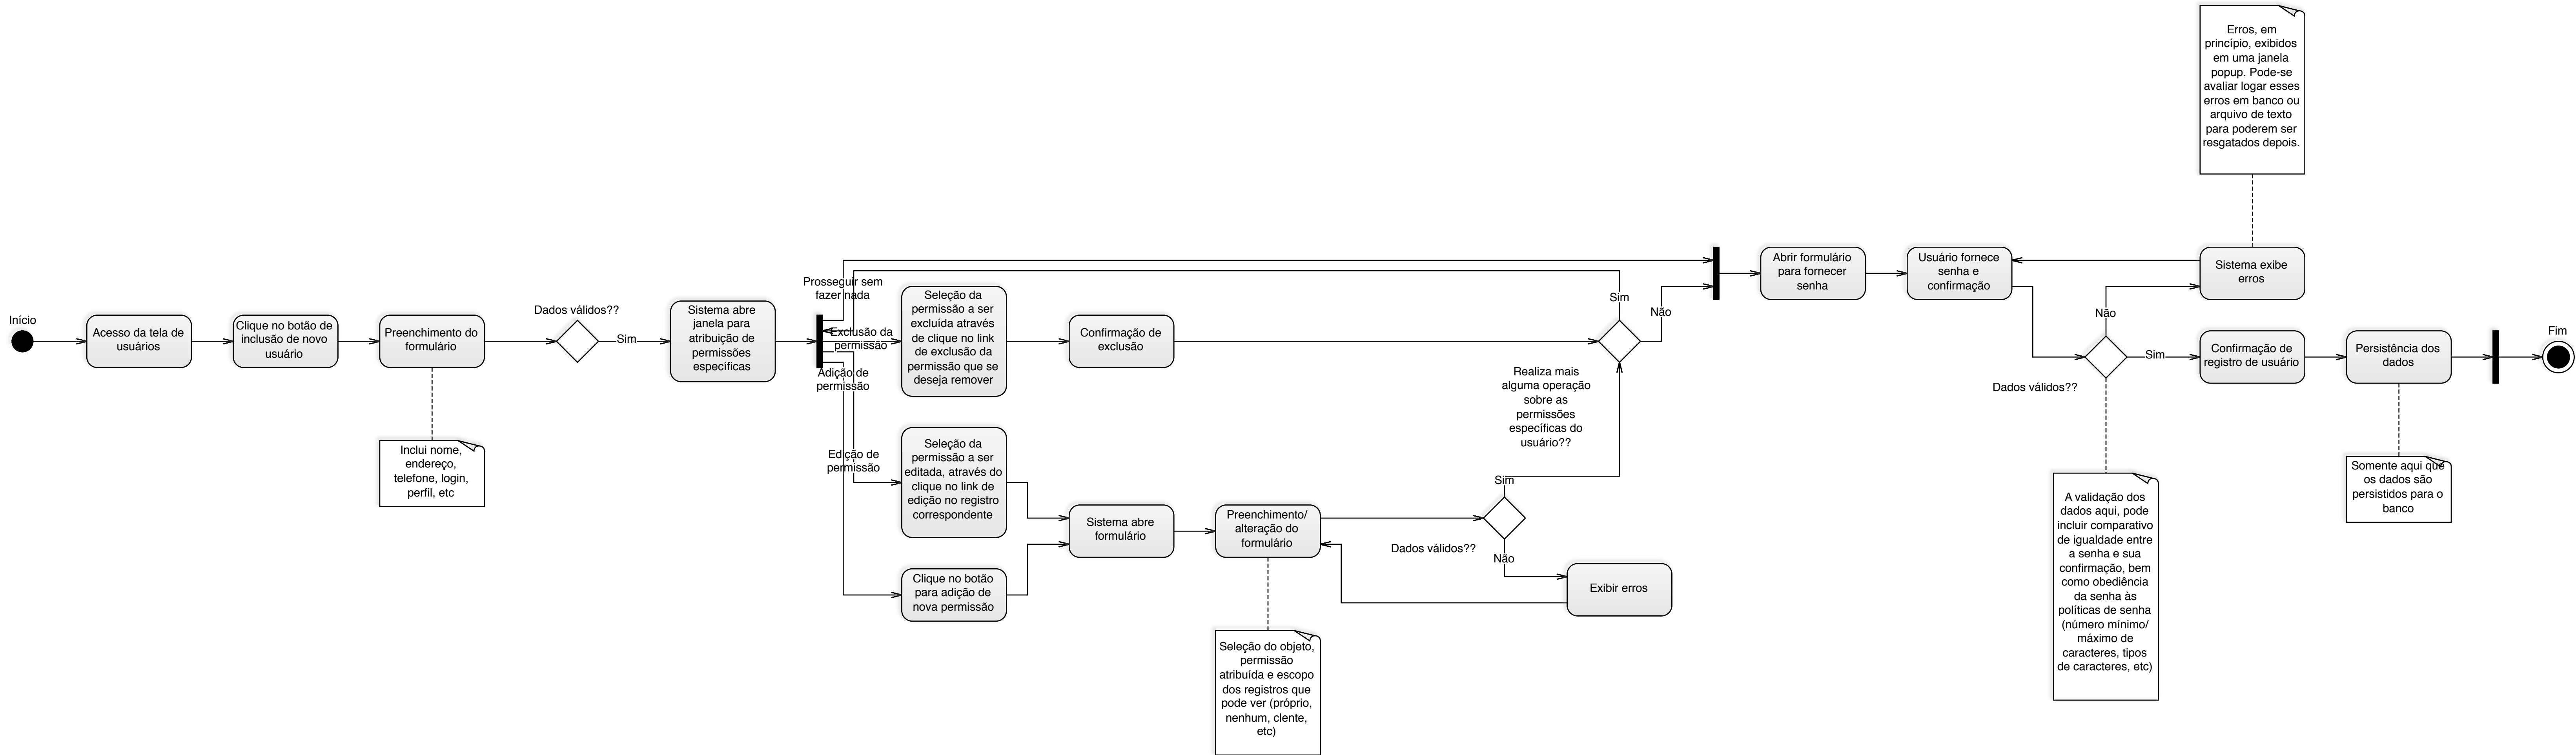 Início
Acesso da tela de
usuários
Clique no botão de
inclusão de novo
usuário
Preenchimento do
formulário
Inclui nome,
endereço,
telefone, login,
perfil, etc
Dados válidos??
Sim
Sistema abre
janela para
atribuição de
permissões
específicas
Prosseguir sem
fazer nada
Exclusão da
permissão
Adição de
permissão
Edição de
permissão
Seleção da
permissão a ser
excluída através
de clique no link
de exclusão da
permissão que se
deseja remover
Confirmação de
exclusão
Seleção da
permissão a ser
editada, através do
clique no link de
edição no registro
correspondente
Clique no botão
para adição de
nova permissão
Sistema abre
formulário
Preenchimento/
alteração do
formulário
Seleção do objeto,
permissão
atribuída e escopo
dos registros que
pode ver (próprio,
nenhum, clente,
etc)
Dados válidos??
Sim
Não
Exibir erros
Realiza mais
alguma operação
sobre as
permissões
específicas do
usuário??
Sim
Não
Abrir formulário
para fornecer
senha
Usuário fornece
senha e
confirmação
Erros, em
princípio, exibidos
em uma janela
popup. Pode-se
avaliar logar esses
erros em banco ou
arquivo de texto
para poderem ser
resgatados depois.
Sistema exibe
erros
Não
Sim
Dados válidos??
A validação dos
dados aqui, pode
incluir comparativo
de igualdade entre
a senha e sua
confirmação, bem
como obediência
da senha às
políticas de senha
(número mínimo/
máximo de
caracteres, tipos
de caracteres, etc)
Confirmação de
registro de usuário
Persistência dos
dados
Somente aqui que
os dados são
persistidos para o
banco
Fim